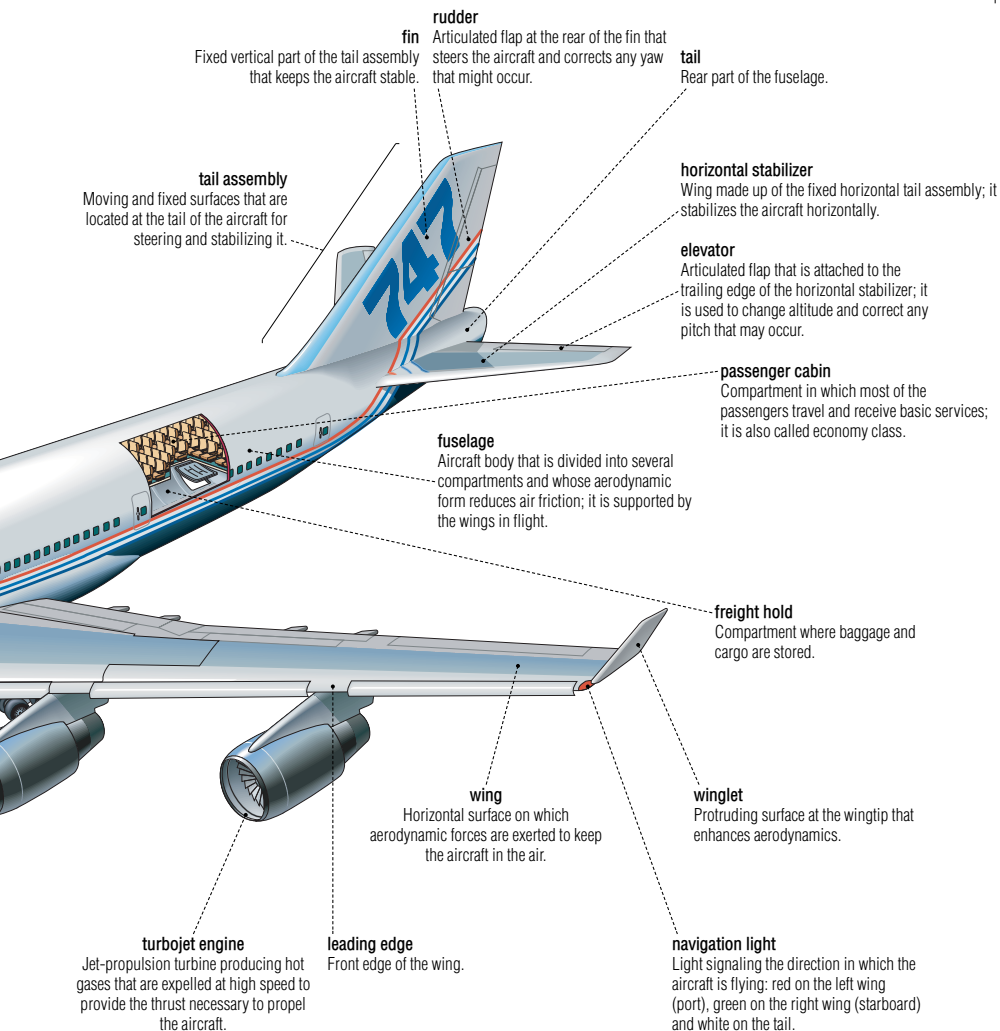 rudder
Articulated flap at the rear of the fin that
steers the aircraft and corrects any yaw
that might occur.
fin
Fixed vertical part of the tail assembly
that keeps the aircraft stable.
tail
Rear part of the fuselage.
tail assembly
Moving and fixed surfaces that are
located at the tail of the aircraft for
steering and stabilizing it.
horizontal stabilizer
Wing made up of the fixed horizontal tail assembly; it
stabilizes the aircraft horizontally.
747
elevator
Articulated flap that is attached to the
trailing edge of the horizontal stabilizer; it
is used to change altitude and correct any
pitch that may occur.
passenger cabin
Compartment in which most of the
passengers travel and receive basic services;
it is also called economy class.
fuselage
Aircraft body that is divided into several
compartments and whose aerodynamic
form reduces air friction; it is supported by
the wings in flight.
freight hold
Compartment where baggage and
cargo are stored.
wing
Horizontal surface on which
aerodynamic forces are exerted to keep
the aircraft in the air.
winglet
Protruding surface at the wingtip that
enhances aerodynamics.
turbojet engine
Jet-propulsion turbine producing hot
gases that are expelled at high speed to
provide the thrust necessary to propel
the aircraft.
leading edge
Front edge of the wing.
navigation light
Light signaling the direction in which the
aircraft is flying: red on the left wing
(port), green on the right wing (starboard)
and white on the tail.